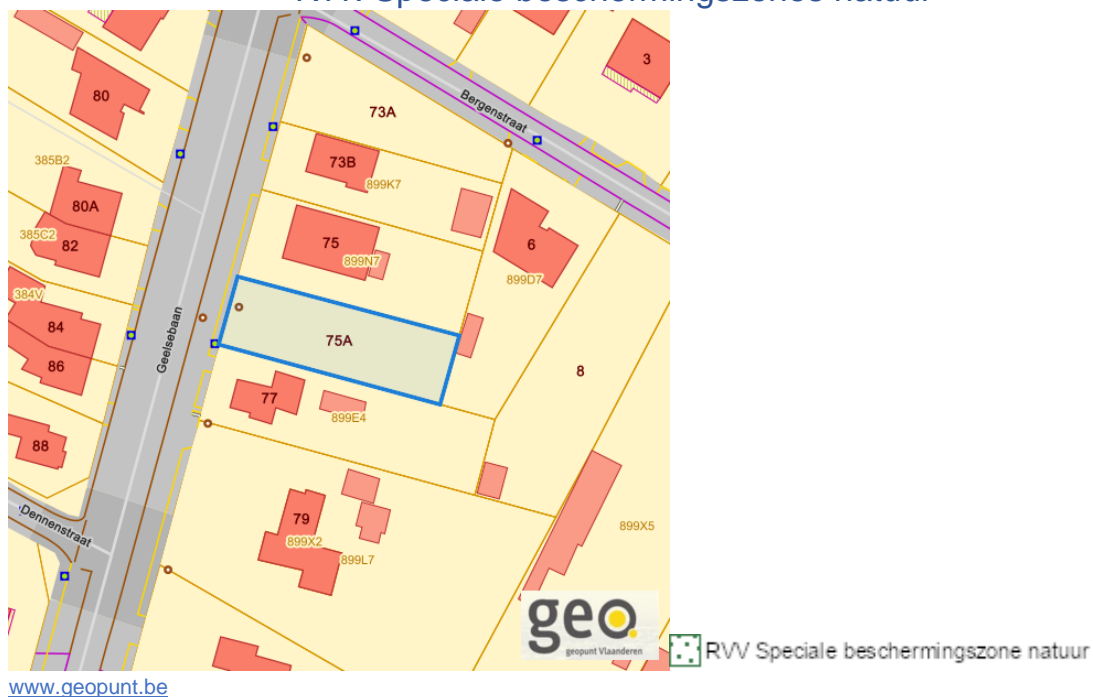 RVV Speciale beschermingszones natuur
3
80
Bergenstraat
73A
385B2
73B
899K7
80A
385C2
82
75
899N7
6
899D7
384V
84
Geelsebaan
75A
86
8
77
899E4
88
79
Dennenstraat
899X2
899L7
899X5
geo
geopunt Vlaanderen
RVV Speciale beschermingszone natuur
www.geopunt.be